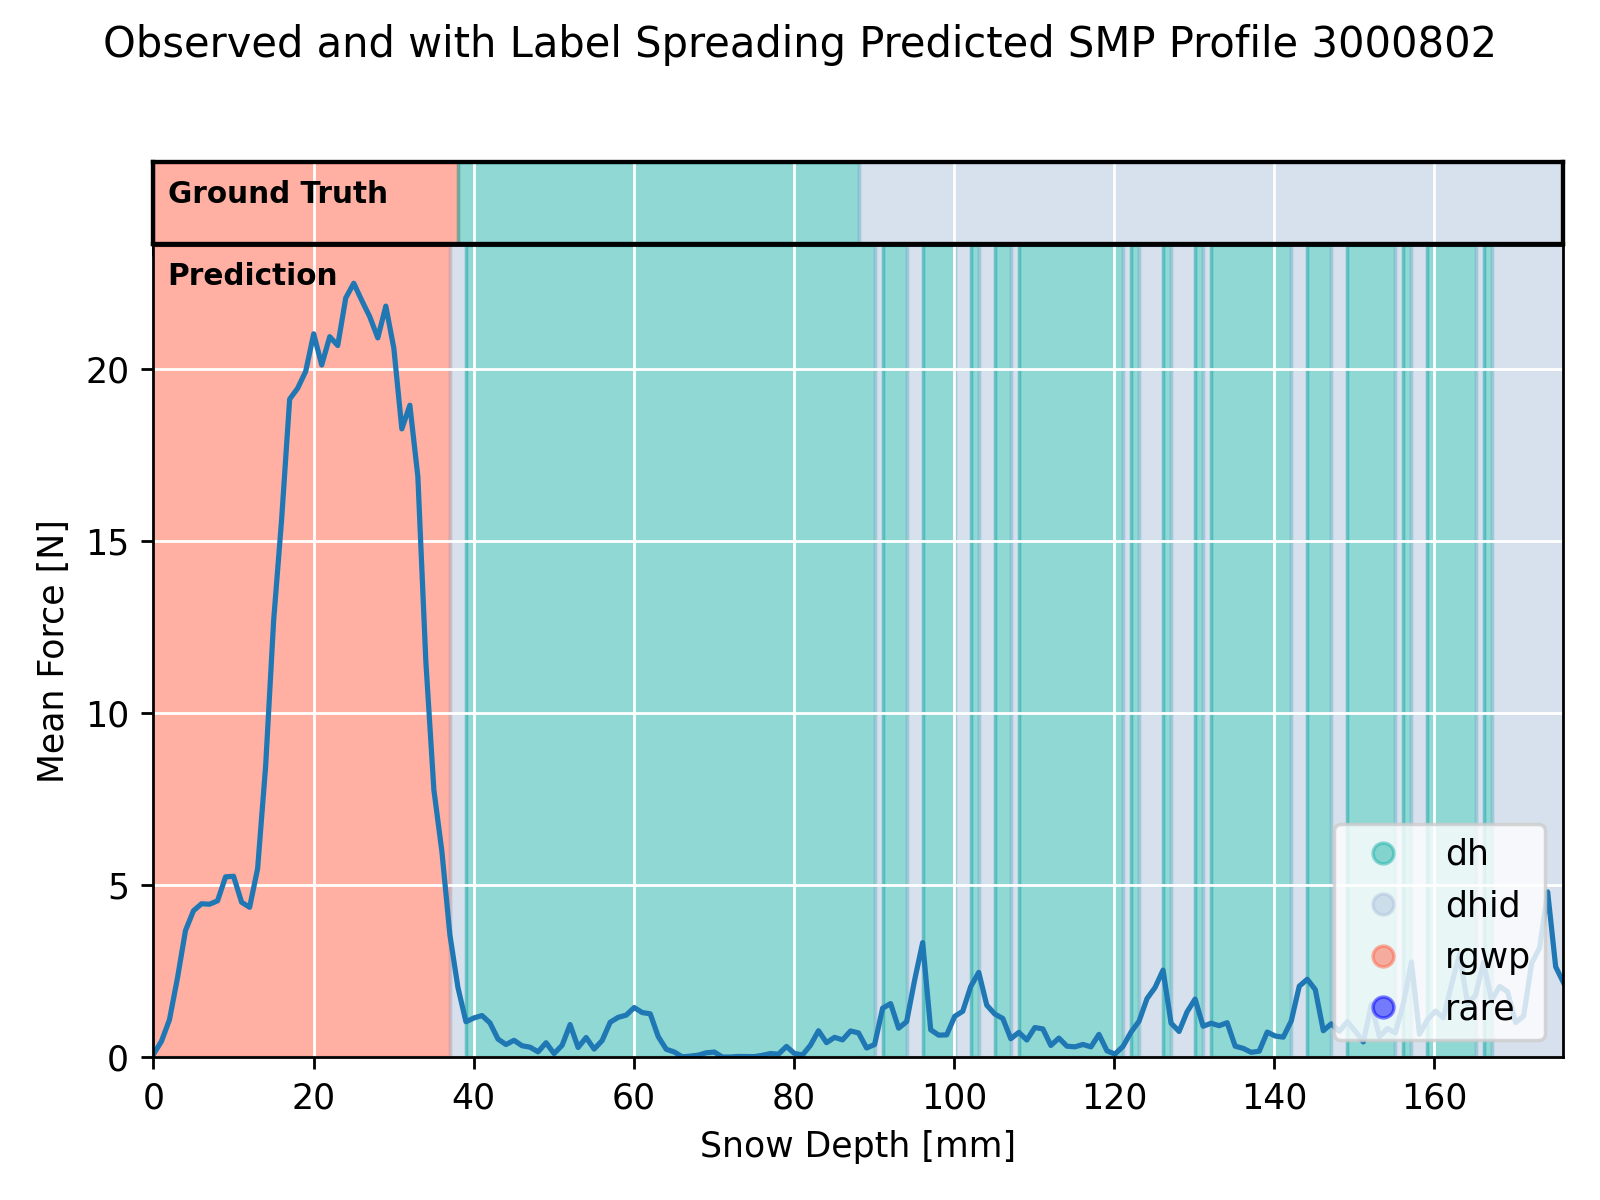 Observed and with Label Spreading Predicted SMP Profile 3000802
Ground Truth
Prediction
20
15
10
5
0
Mean Force [N]
dh
dhid
rgwp
rare
0 20 40 60 80 100 120 140 160
Snow Depth [mm]